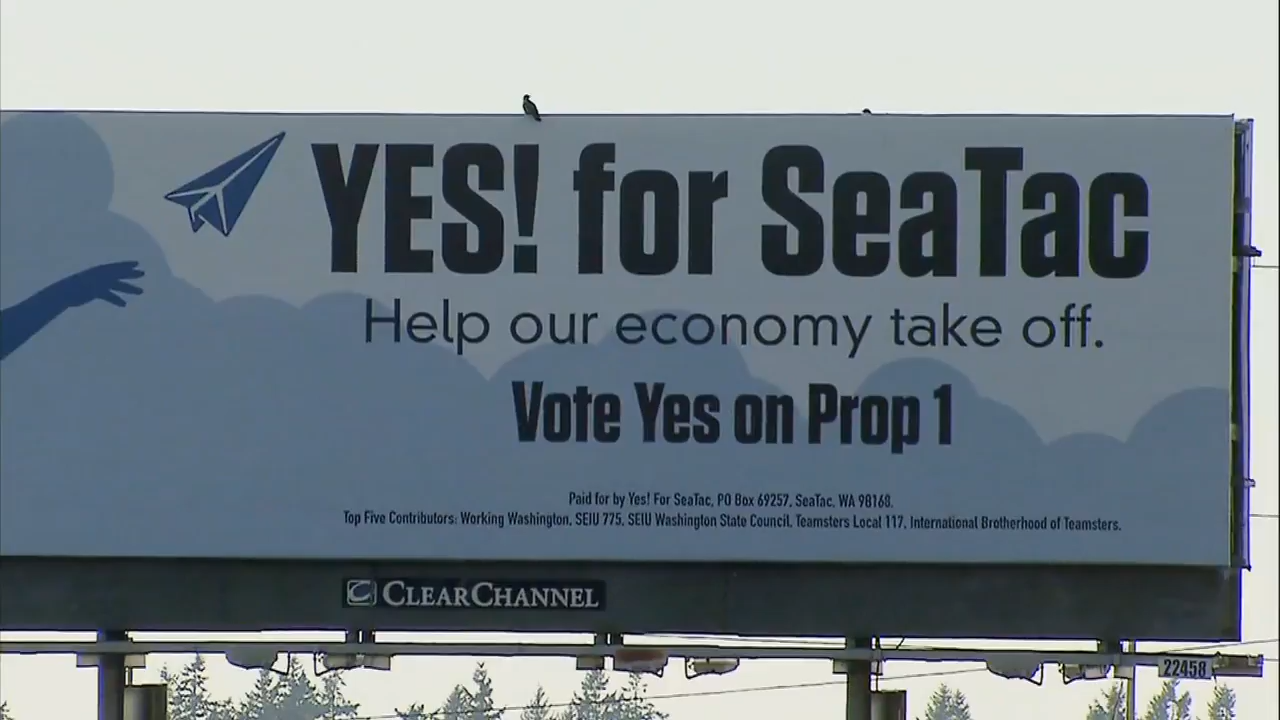 YES! for SeaTac
Help our economy take off.
Vote Yes on Prop 1
Paid for by Yes! For SeaTac, PO Box 69257, SeaTac, WA 98168.
Top Five Contributors: Working Washington, SEIU 775, SEIU Washington State Council, Teamsters Local 117, International Brotherhood of Teamsters.
CLEARCHANNEL
22458